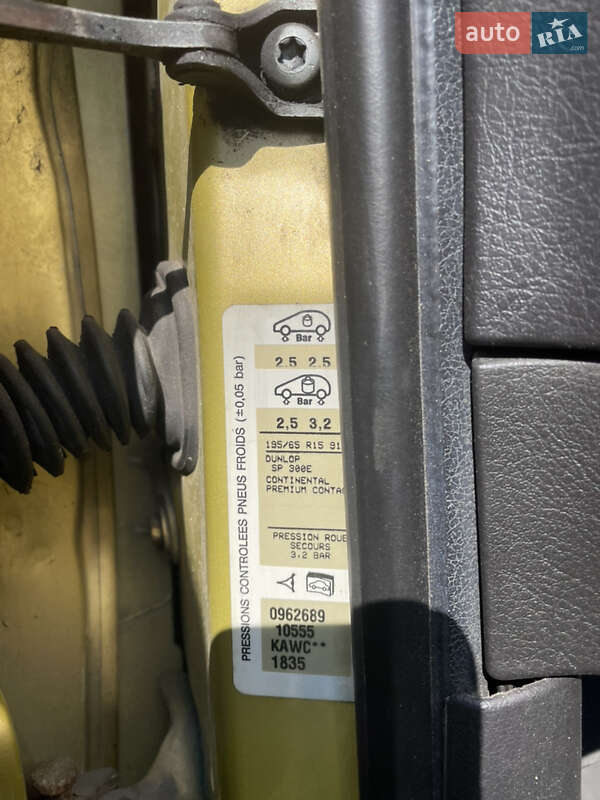 auto RIA .com
PRESSIONS CONTROLEES PNEUS FROIDS (±0,05 bar)
Bar
2,5 2,5
Bar
2,5 3,2
195/65 R15 91
DUNLOP
SP 300E
CONTINENTAL
PREMIUM CONTA
PRESSION ROUE
SECOURS
3.2 BAR
0962689
10555
KAWC**
1835